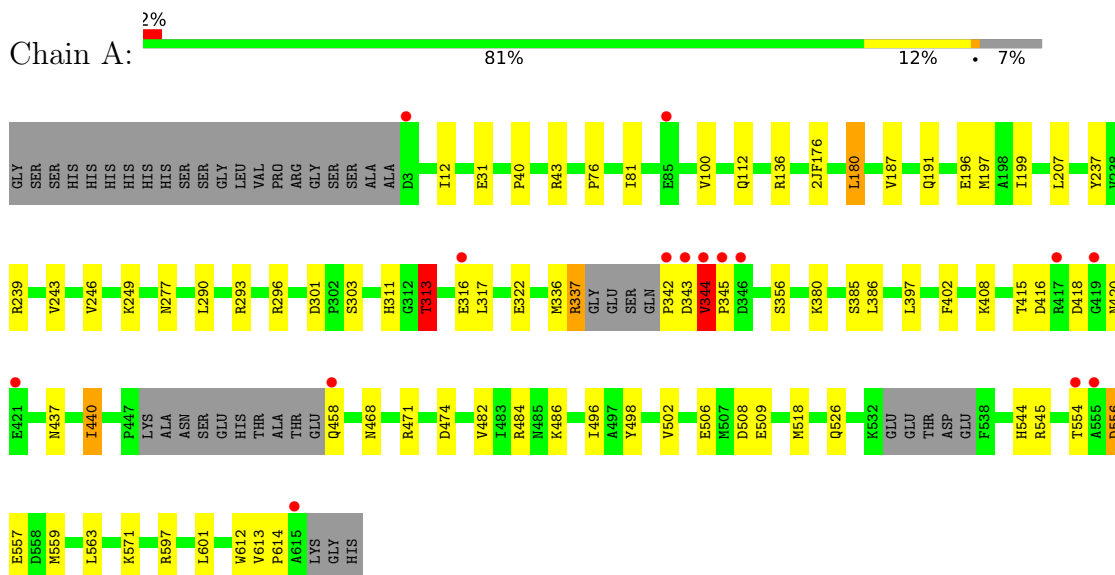 2%
Chain A:
81% 12% • 7%
GLY SER SER HIS HIS HIS HIS HIS HIS SER SER GLY LEU VAL PRO ARG GLY SER SER ALA ALA D3 I12 E31 P40 R43 P76 I81 E85 V100 Q112 R136 2JF176 L180 V187 Q191 E196 M197 A198 I199 L207 Y237 V238
R239 V243 V246 K249 N277 L290 R293 R296 D301 P302 S303 H311 G312 T313 E316 L317 E322 M336 R337 GLY GLU SER GLN P342 D343 V344 P345 D346 S356 K380 S385 L386 L397 F402 K408 T415 D416 R417 D418 G419 N420
E421 N437 I440 P447 LYS ALA ASN SER GLU HIS THR ALA THR GLU Q458 N468 R471 D474 V482 I483 R484 N485 K486 I496 A497 Y498 V502 E506 M507 D508 E509 M518 Q526 K532 GLU GLU THR ASP GLU F538 H544 R545 T554 A555 D556
E557 D558 M559 L563 K571 R597 L601 W612 V613 P614 A615 LYS GLY HIS